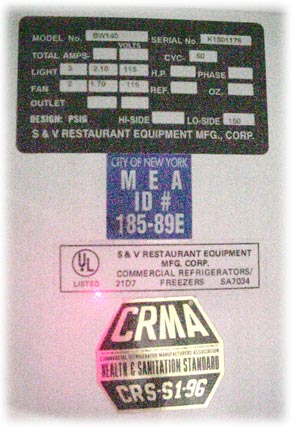 MODEL No. BW140 SERIAL No K1301176
VOLTS
TOTAL AMPS CYC- 60
LIGHT 3 2.10 115 H.P. PHASE
FAN 2 1.70 115 REF. OZ.
OUTLET
DESIGN: PSIG HI-SIDE LO-SIDE 150
S & V RESTAURANT EQUIPMENT MFG., CORP.
CITY OF NEW YORK
M E A
ID #
185-89E
UL
LISTED
S & V RESTAURANT EQUIPMENT
MFG. CORP.
COMMERCIAL REFRIGERATORS/
21D7 FREEZERS SA7034
CRMA
COMMERCIAL REFRIGERATOR MANUFACTURERS ASSOCIATION
HEALTH & SANITATION STANDARD
CRS-S1-96